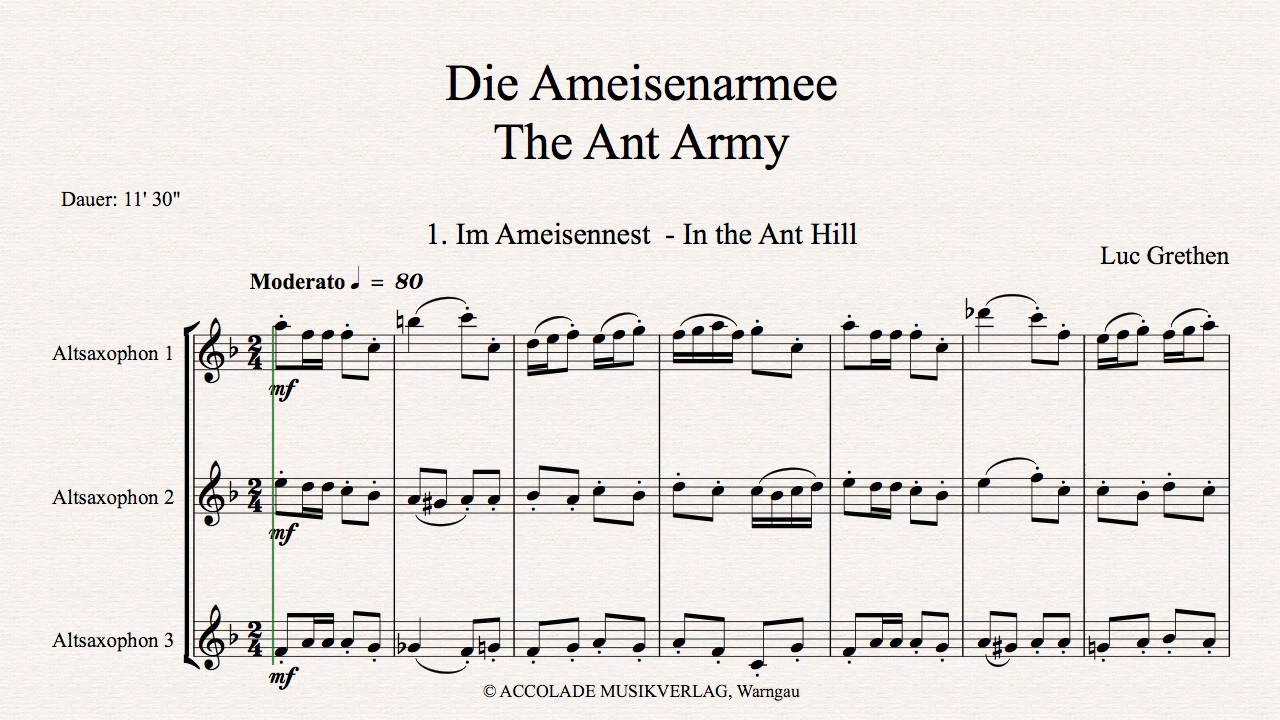 Die Ameisenarmee
The Ant Army
Dauer: 11' 30"
1. Im Ameisennest - In the Ant Hill
Luc Grethen
Moderato ♩ = 80
Altsaxophon 1
mf
Altsaxophon 2
mf
Altsaxophon 3
mf
© ACCOLADE MUSIKVERLAG, Warngau